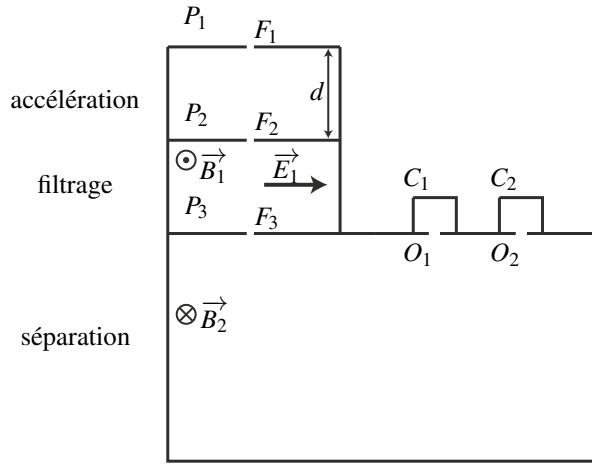 P₁ F₁
accélération d
P₂ F₂
B₁ E₁
filtrage C₁ C₂
P₃ F₃
O₁ O₂
B₂
séparation